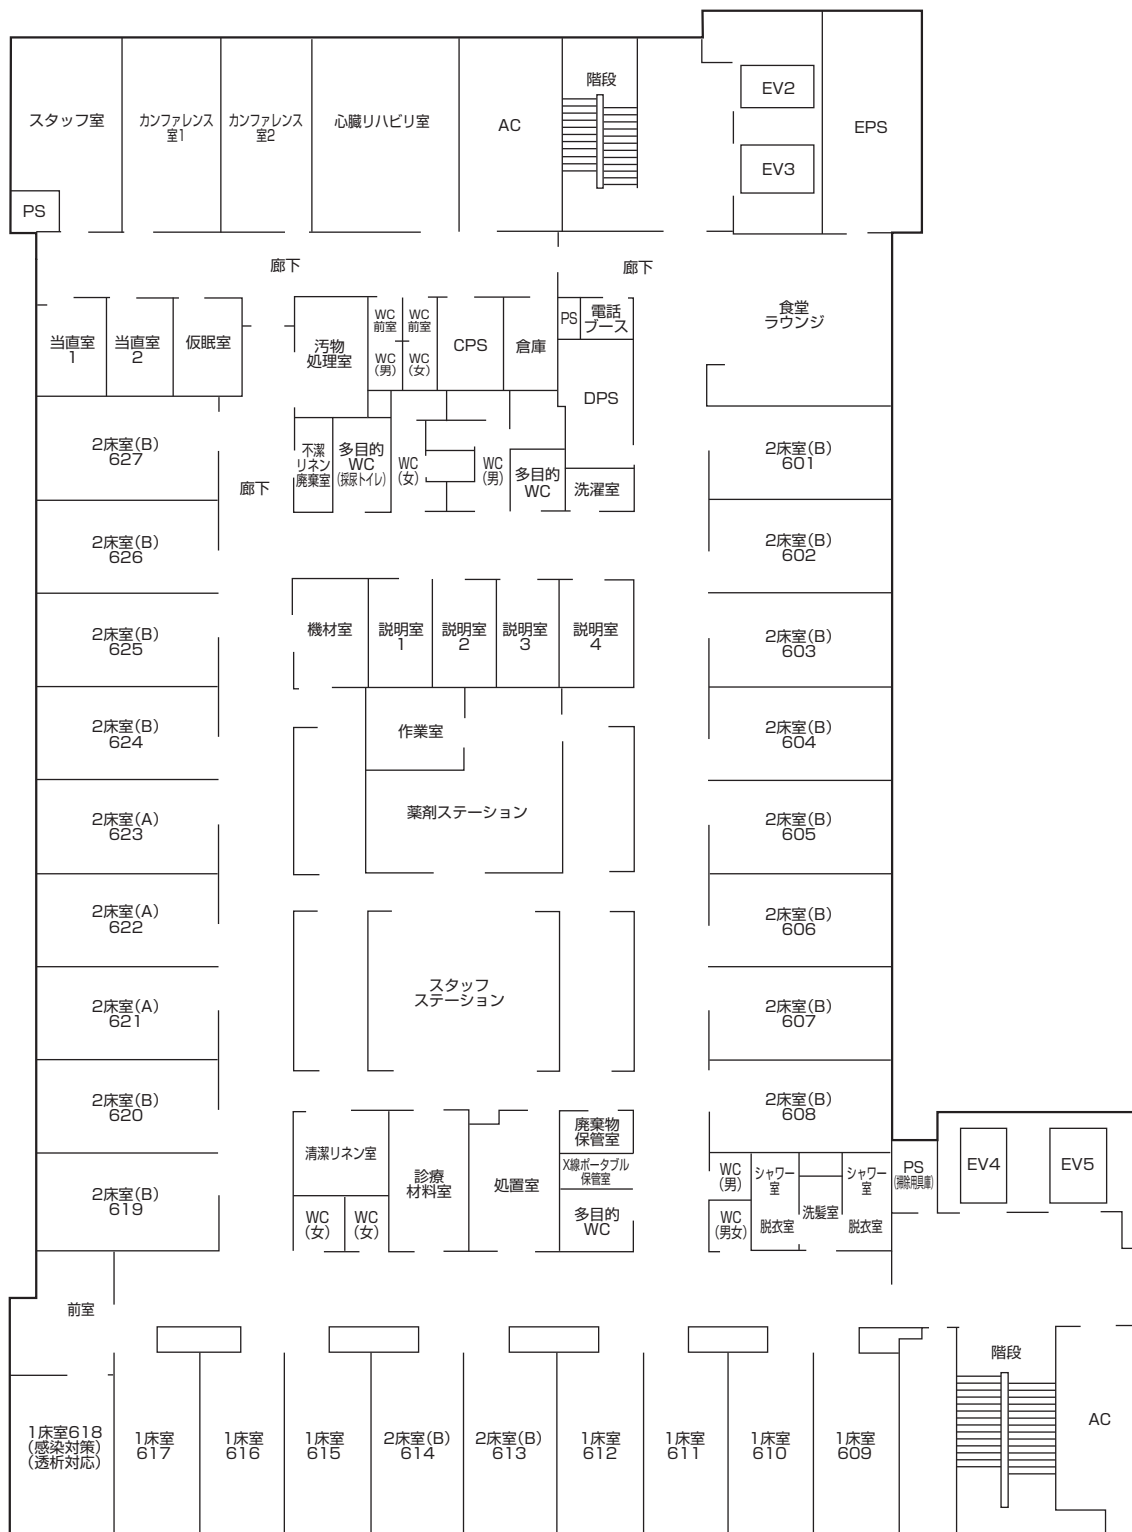 スタッフ室
カンファレンス
室1
カンファレンス
室2
心臓リハビリ室
AC
階段
EV2
EV3
EPS
PS
廊下
廊下
当直室
1
当直室
2
仮眠室
汚物
処理室
WC
前室
WC
前室
WC
(男)
WC
(女)
CPS
倉庫
PS
電話
ブース
食堂
ラウンジ
DPS
2床室(B)
627
不潔
リネン
廃棄室
多目的
WC
(採尿トイレ)
WC
(女)
WC
(男)
多目的
WC
洗濯室
2床室(B)
601
廊下
2床室(B)
626
2床室(B)
602
2床室(B)
625
機材室
説明室
1
説明室
2
説明室
3
説明室
4
2床室(B)
603
2床室(B)
624
作業室
2床室(B)
604
2床室(A)
623
薬剤ステーション
2床室(B)
605
2床室(A)
622
2床室(B)
606
2床室(A)
621
スタッフ
ステーション
2床室(B)
607
2床室(B)
620
2床室(B)
608
清潔リネン室
診療
材料室
処置室
廃棄物
保管室
X線ポータブル
保管室
多目的
WC
WC
(男)
シャワー
室
シャワー
室
PS
(掃除用具庫)
EV4
EV5
2床室(B)
619
WC
(女)
WC
(女)
WC
(男女)
脱衣室
洗髪室
脱衣室
前室
階段
AC
1床室618
(感染対策)
(透析対応)
1床室
617
1床室
616
1床室
615
2床室(B)
614
2床室(B)
613
1床室
612
1床室
611
1床室
610
1床室
609